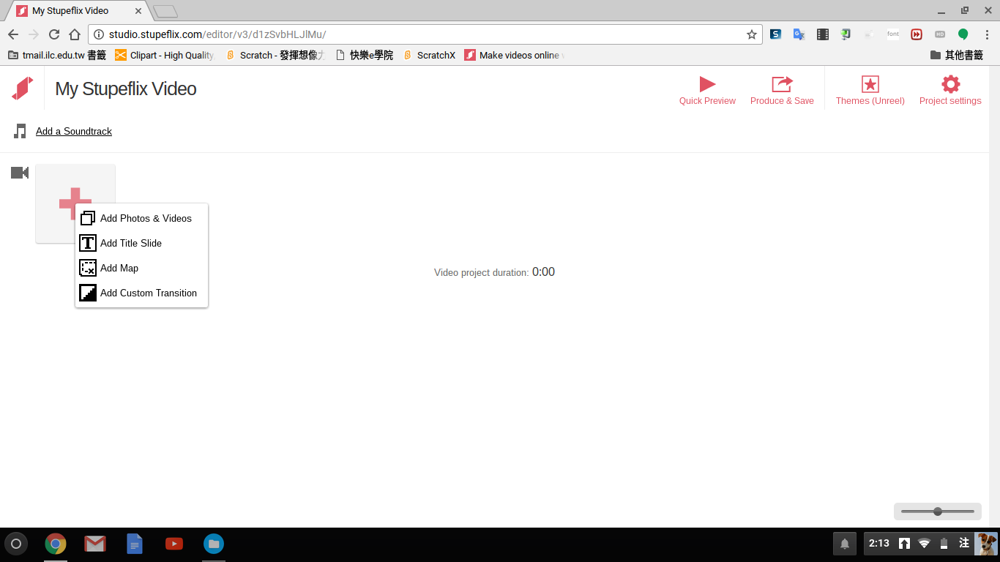 My Stupeflix Video
studio.stupeflix.com/editor/v3/d1zSvbHLJlMu/
font
HD
tmail.ilc.edu.tw 書籤 Clipart - High Quality Scratch - 發揮想像力 快樂e學院 ScratchX Make videos online 其他書籤
My Stupeflix Video
Quick Preview Produce & Save Themes (Unreel) Project settings
Add a Soundtrack
Add Photos & Videos
Add Title Slide
Add Map
Add Custom Transition
Video project duration: 0:00
2:13 注